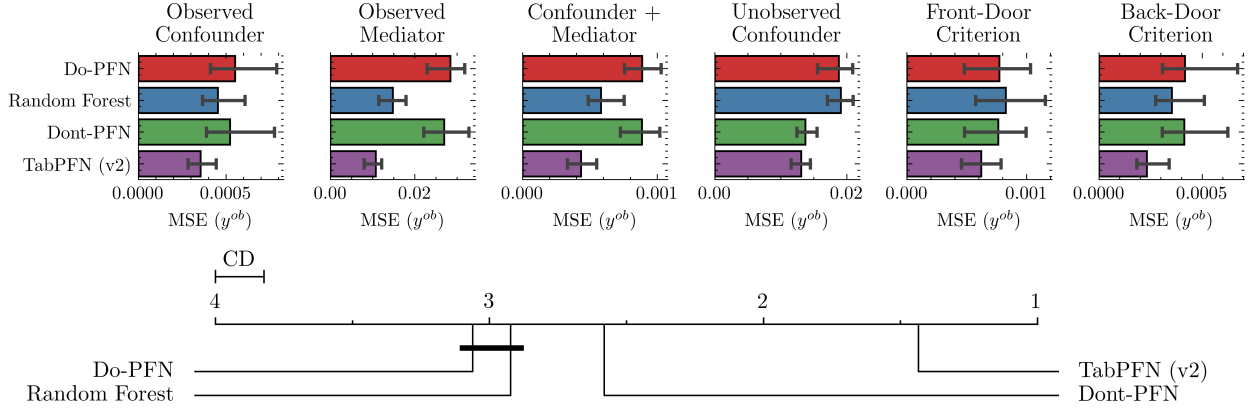 Observed Confounder
Observed Mediator
Confounder + Mediator
Unobserved Confounder
Front-Door Criterion
Back-Door Criterion
Do-PFN
Random Forest
Dont-PFN
TabPFN (v2)
0.0000 0.0005
0.00 0.02
0.000 0.001
0.00 0.02
0.000 0.001
0.0000 0.0005
MSE (y^{ob})
MSE (y^{ob})
MSE (y^{ob})
MSE (y^{ob})
MSE (y^{ob})
MSE (y^{ob})
CD
4 3 2 1
Do-PFN
Random Forest
TabPFN (v2)
Dont-PFN